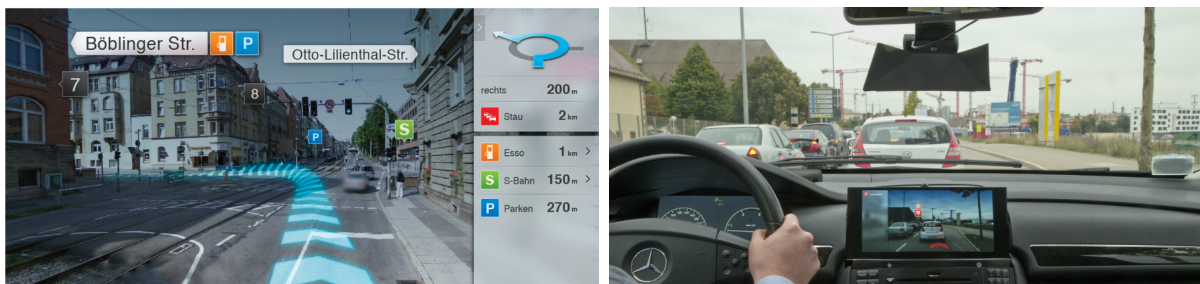 Böblinger Str.
P
Otto-Lilienthal-Str.
7
8
P
S
rechts 200 m
Stau 2 km
Esso 1 km
S S-Bahn 150 m
P Parken 270 m